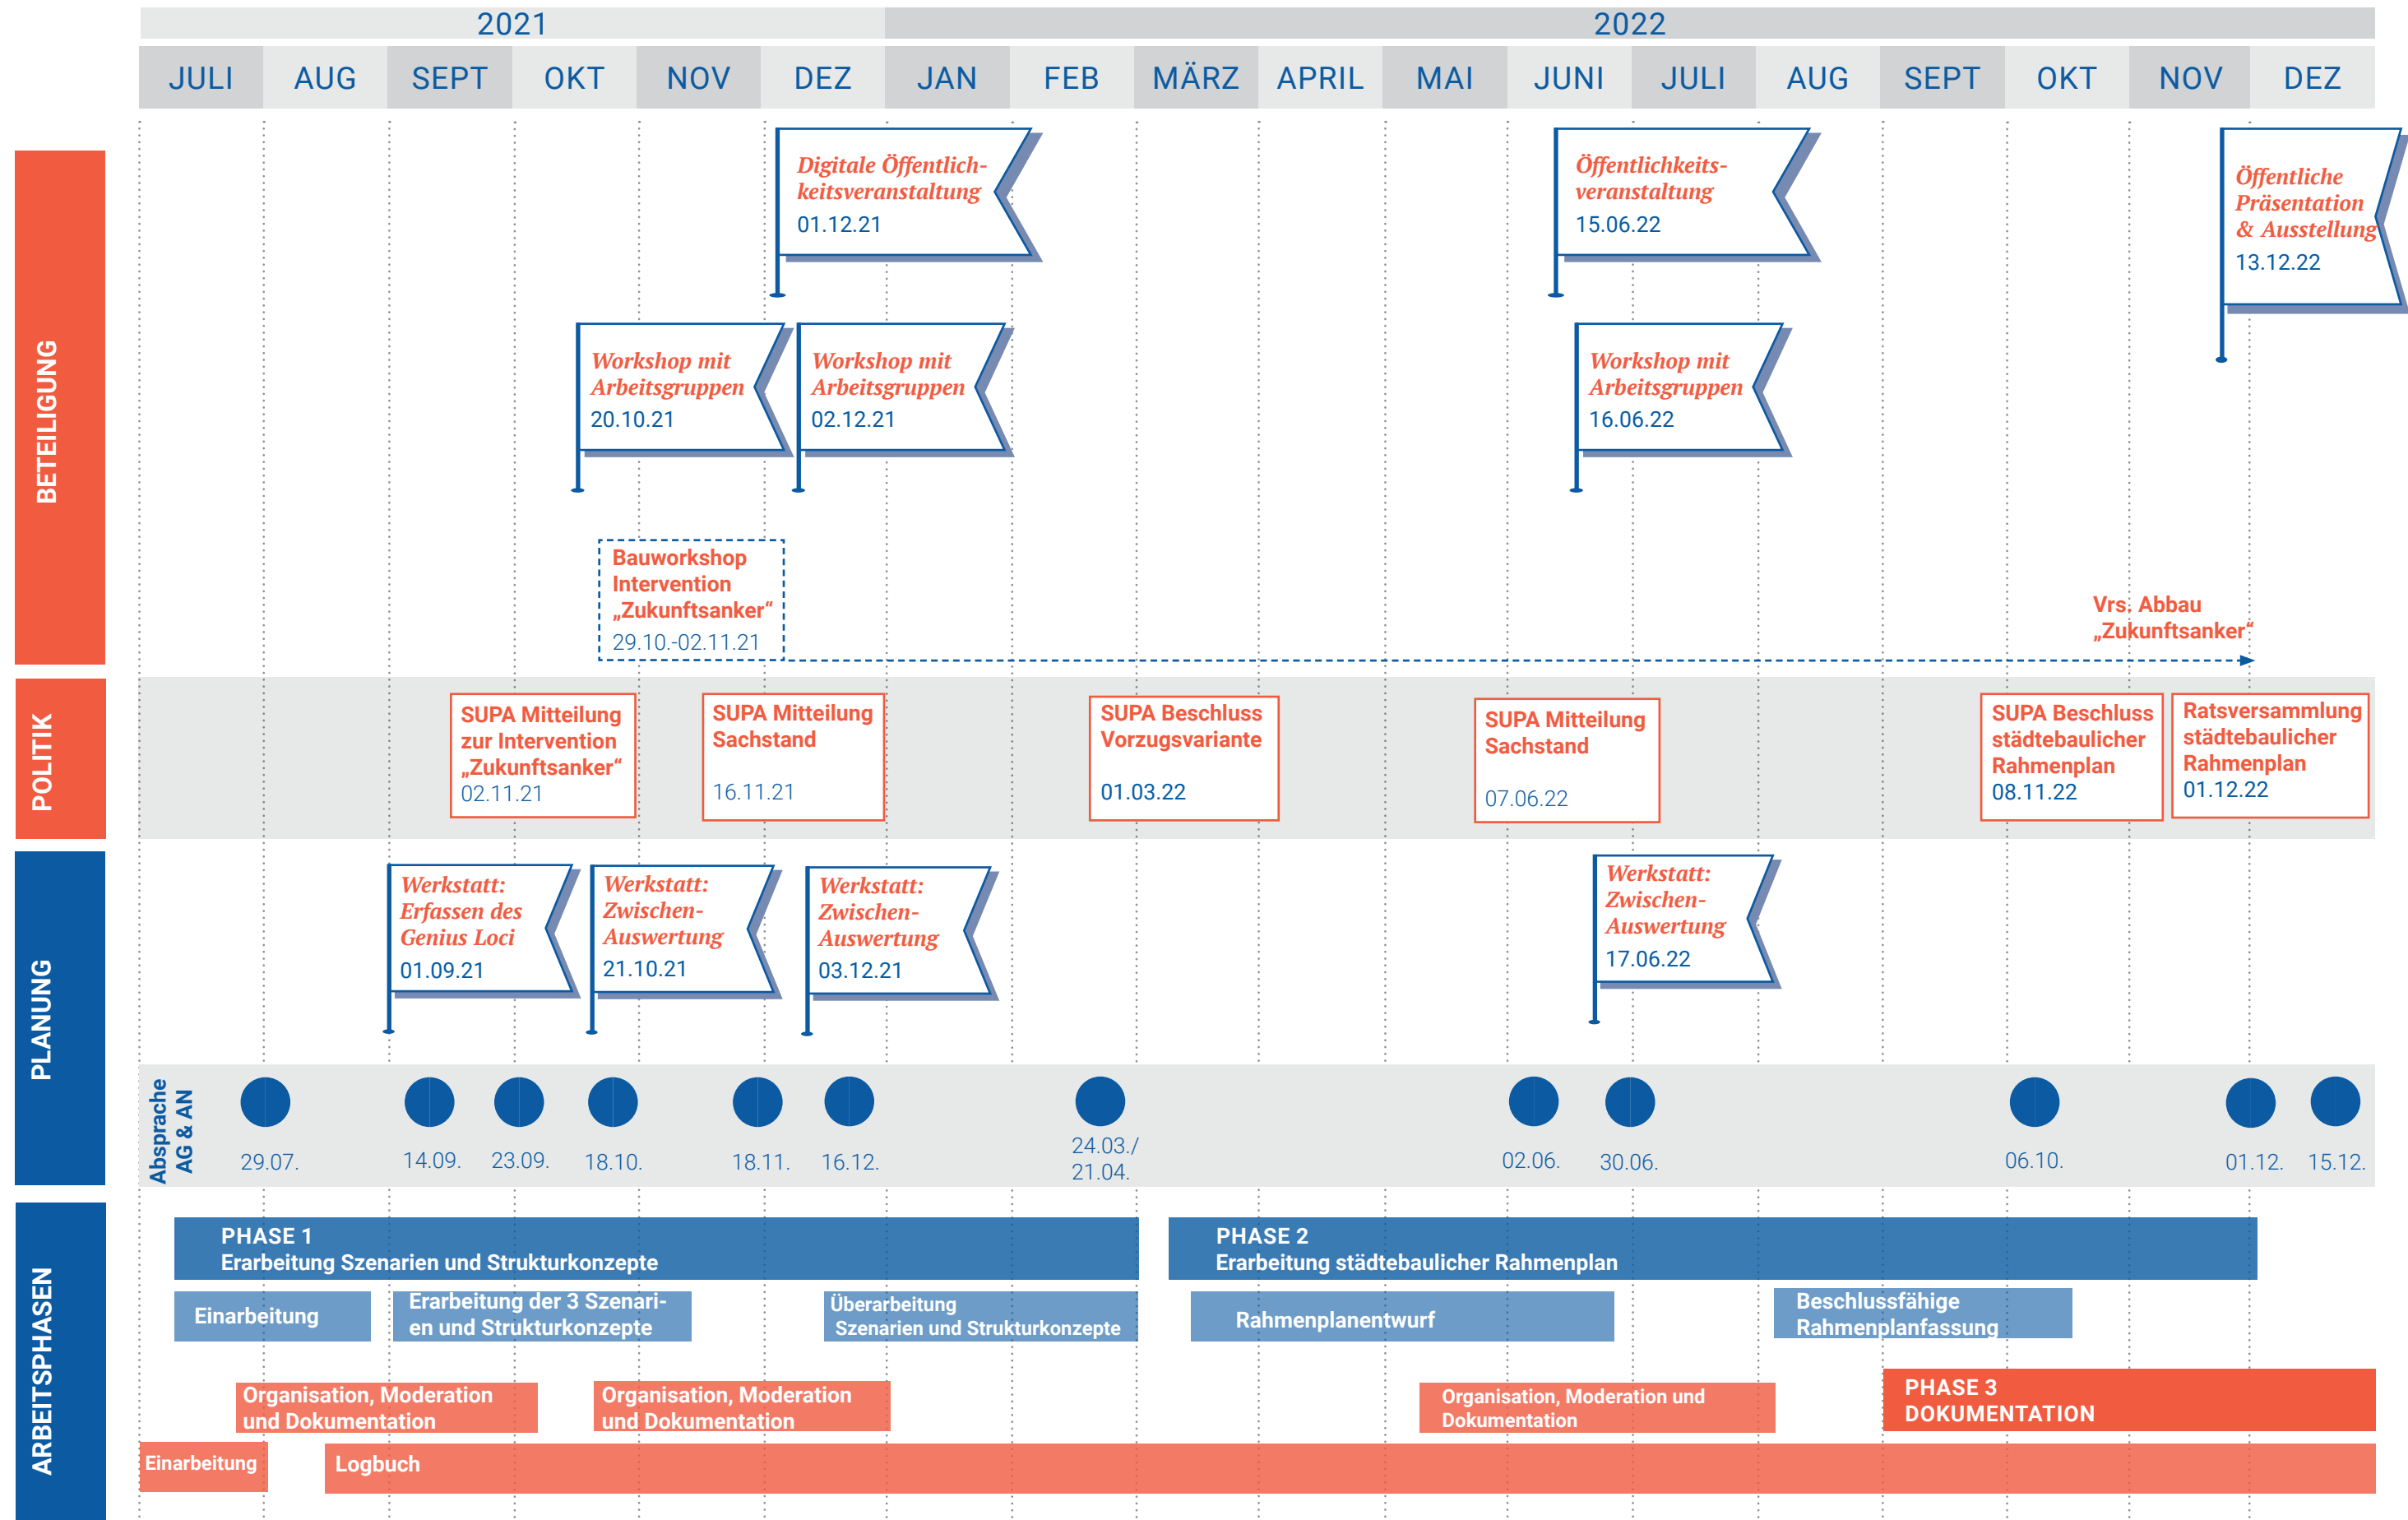 2021
2022
JULI
AUG
SEPT
OKT
NOV
DEZ
JAN
FEB
MÄRZ
APRIL
MAI
JUNI
JULI
AUG
SEPT
OKT
NOV
DEZ
BETEILIGUNG
Digitale Öffentlich-
keitsveranstaltung
01.12.21
Öffentlichkeits-
veranstaltung
15.06.22
Öffentliche
Präsentation
& Ausstellung
13.12.22
Workshop mit
Arbeitsgruppen
20.10.21
Workshop mit
Arbeitsgruppen
02.12.21
Workshop mit
Arbeitsgruppen
16.06.22
Bauworkshop
Intervention
„Zukunftsanker“
29.10.-02.11.21
Vrs. Abbau
„Zukunftsanker“
POLITIK
SUPA Mitteilung
zur Intervention
„Zukunftsanker“
02.11.21
SUPA Mitteilung
Sachstand
16.11.21
SUPA Beschluss
Vorzugsvariante
01.03.22
SUPA Mitteilung
Sachstand
07.06.22
SUPA Beschluss
städtebaulicher
Rahmenplan
08.11.22
Ratsversammlung
städtebaulicher
Rahmenplan
01.12.22
PLANUNG
Werkstatt:
Erfassen des
Genius Loci
01.09.21
Werkstatt:
Zwischen-
Auswertung
21.10.21
Werkstatt:
Zwischen-
Auswertung
03.12.21
Werkstatt:
Zwischen-
Auswertung
17.06.22
Absprache
AG & AN
29.07.
14.09.
23.09.
18.10.
18.11.
16.12.
24.03./
21.04.
02.06.
30.06.
06.10.
01.12.
15.12.
ARBEITSPHASEN
PHASE 1
Erarbeitung Szenarien und Strukturkonzepte
PHASE 2
Erarbeitung städtebaulicher Rahmenplan
Einarbeitung
Erarbeitung der 3 Szenari-
en und Strukturkonzepte
Überarbeitung
Szenarien und Strukturkonzepte
Rahmenplanentwurf
Beschlussfähige
Rahmenplanfassung
Organisation, Moderation
und Dokumentation
Organisation, Moderation
und Dokumentation
Organisation, Moderation und
Dokumentation
PHASE 3
DOKUMENTATION
Einarbeitung
Logbuch